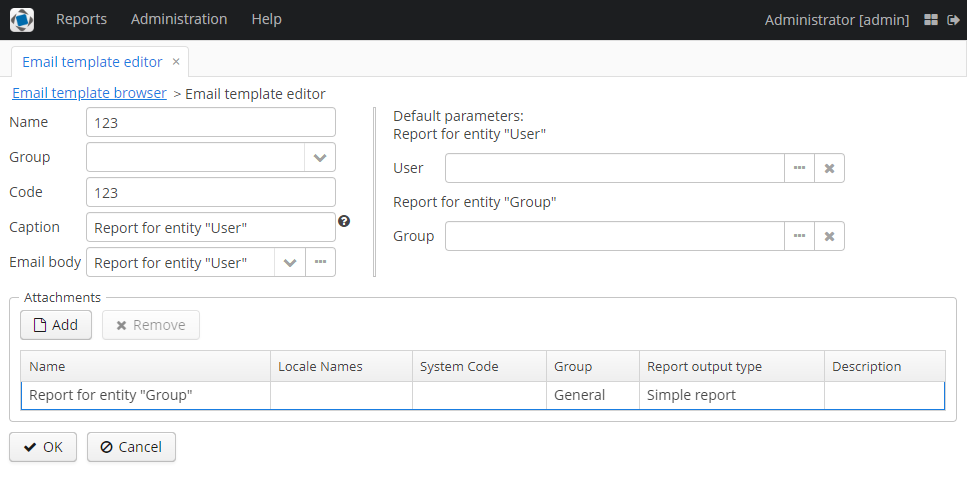 Reports Administration Help Administrator [admin]
Email template editor ×
Email template browser > Email template editor
Name 123
Group
Code 123
Caption Report for entity "User" ?
Email body Report for entity "User"
Default parameters:
Report for entity "User"
User
Report for entity "Group"
Group
Attachments
Add Remove
Name Locale Names System Code Group Report output type Description
Report for entity "Group" General Simple report
OK Cancel